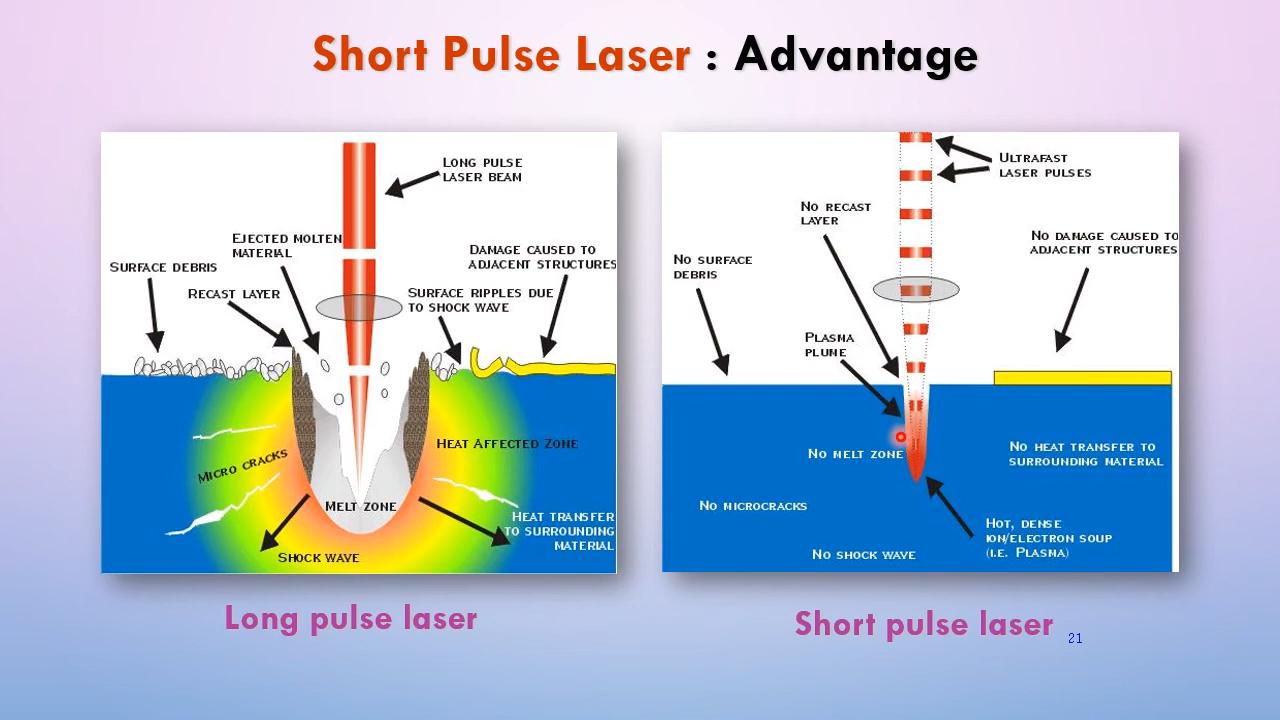 Short Pulse Laser : Advantage
LONG PULSE
LASER BEAM
EJECTED MOLTEN
MATERIAL
DAMAGE CAUSED TO
ADJACENT STRUCTURES
SURFACE DEBRIS
RECAST LAYER
SURFACE RIPPLES DUE
TO SHOCK WAVE
HEAT AFFECTED ZONE
MICRO CRACKS
MELT ZONE
HEAT TRANSFER
TO SURROUNDING
MATERIAL
SHOCK WAVE
Long pulse laser
ULTRAFAST
LASER PULSES
NO RECAST
LAYER
NO DAMAGE CAUSED TO
ADJACENT STRUCTURES
NO SURFACE
DEBRIS
PLASMA
PLUNE
NO MELT ZONE
NO HEAT TRANSFER TO
SURROUNDING MATERIAL
NO MICROCRACKS
HOT, DENSE
ION/ELECTRON SOUP
(I.E. PLASMA)
NO SHOCK WAVE
Short pulse laser
21